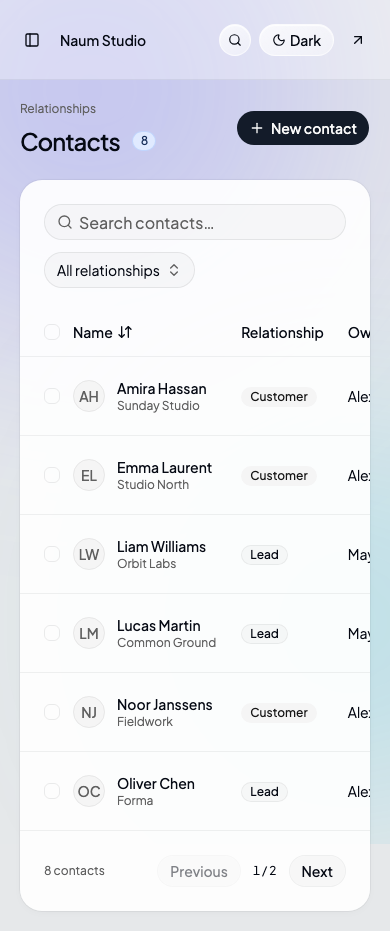 Naum Studio
Dark
Relationships
Contacts 8
New contact
Search contacts...
All relationships
Name Relationship
AH Amira Hassan Customer
Sunday Studio
EL Emma Laurent Customer
Studio North
LW Liam Williams Lead
Orbit Labs
LM Lucas Martin Lead
Common Ground
NJ Noor Janssens Customer
Fieldwork
OC Oliver Chen Lead
Forma
8 contacts Previous 1/2 Next